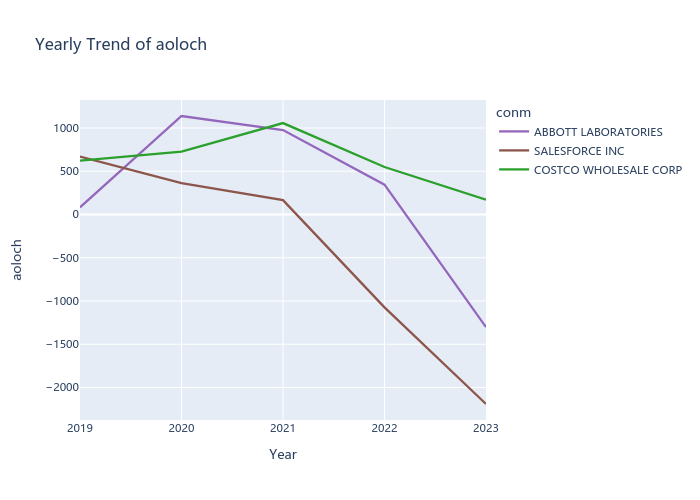 Yearly Trend of aoloch
conm
ABBOTT LABORATORIES
SALESFORCE INC
COSTCO WHOLESALE CORP
1000
500
0
−500
−1000
−1500
−2000
aoloch
2019 2020 2021 2022 2023
Year